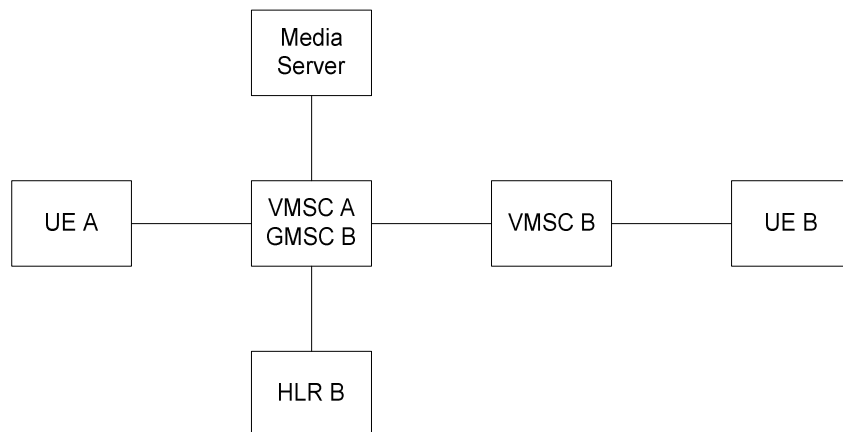 Media
Server
UE A
VMSC A
GMSC B
VMSC B
UE B
HLR B